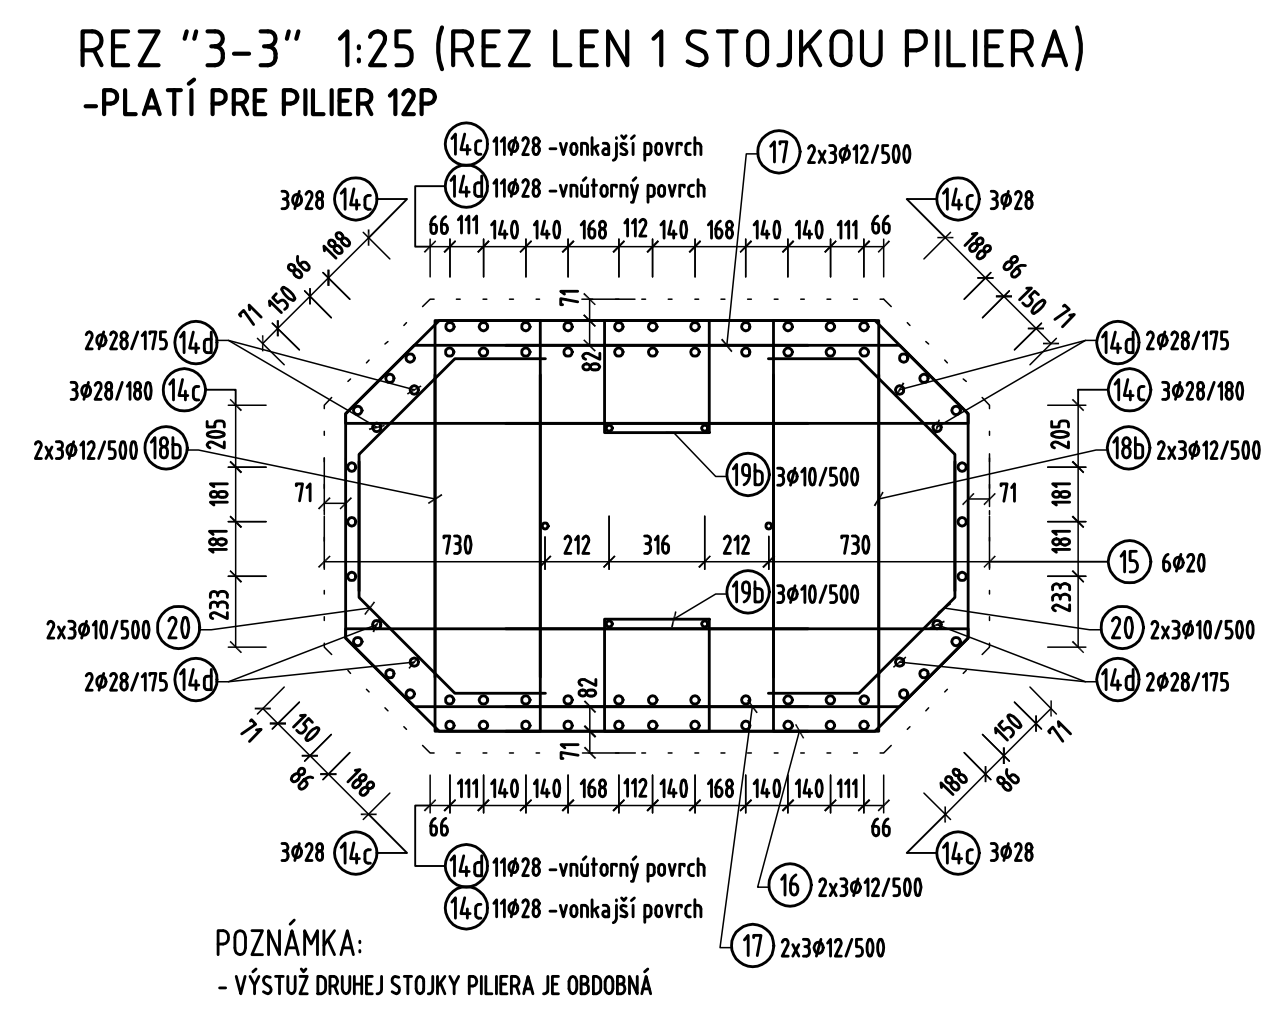 REZ "3-3" 1:25 (REZ LEN 1 STOJKOU PILIERA)
-PLATÍ PRE PILIER 12P
14c 11ø28 -vonkajší povrch
17 2x3ø12/500
14d 11ø28 -vnútorný povrch
3ø28 14c
14c 3ø28
66 111 140 140 168 112 140 168 140 140 111 66
188 86 150 71
188 86 150 71
71
82
2ø28/175 14d
14d 2ø28/175
3ø28/180 14c
14c 3ø28/180
2x3ø12/500 18b
18b 2x3ø12/500
205 181 181 233
205 181 181 233
71
71
19b 3ø10/500
730 212 316 212 730
15 6ø20
19b 3ø10/500
2x3ø10/500 20
20 2x3ø10/500
2ø28/175 14d
14d 2ø28/175
82
71
71 150 86 188
188 86 150 71
66 111 140 140 168 112 140 168 140 140 111 66
3ø28 14c
14c 3ø28
14d 11ø28 -vnútorný povrch
16 2x3ø12/500
14c 11ø28 -vonkajší povrch
17 2x3ø12/500
POZNÁMKA:
- VÝSTUŽ DRUHEJ STOJKY PILIERA JE OBDOBNÁ